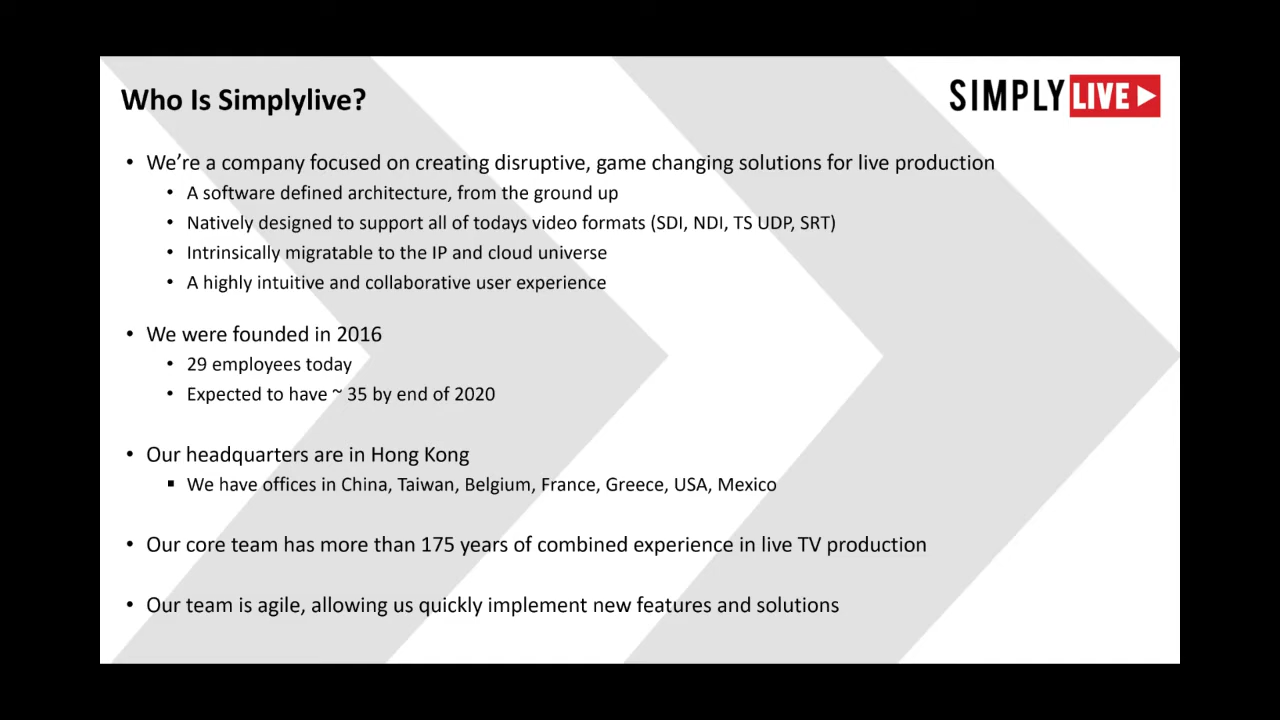 Who Is Simplylive?
SIMPLY LIVE
• We’re a company focused on creating disruptive, game changing solutions for live production
• A software defined architecture, from the ground up
• Natively designed to support all of todays video formats (SDI, NDI, TS UDP, SRT)
• Intrinsically migratable to the IP and cloud universe
• A highly intuitive and collaborative user experience
• We were founded in 2016
• 29 employees today
• Expected to have ~ 35 by end of 2020
• Our headquarters are in Hong Kong
▪ We have offices in China, Taiwan, Belgium, France, Greece, USA, Mexico
• Our core team has more than 175 years of combined experience in live TV production
• Our team is agile, allowing us quickly implement new features and solutions